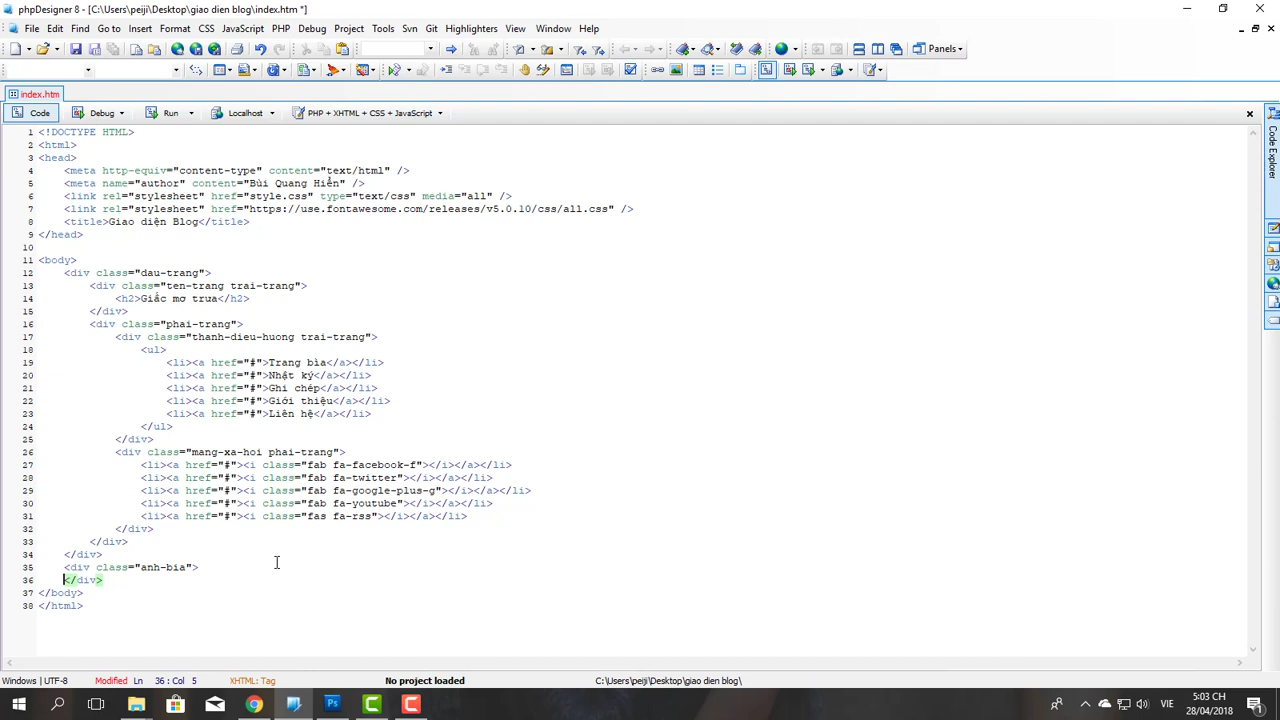 phpDesigner 8 - [C:\Users\peiji\Desktop\giao dien blog\index.htm *]
File Edit Find Go to Insert Format CSS JavaScript PHP Debug Project Tools Svn Git Highlighters View Window Help
Panels
index.htm
Code Debug Run Localhost PHP + XHTML + CSS + JavaScript
Code Explorer
1 <!DOCTYPE HTML>
2 <html>
3 <head>
4 <meta http-equiv="content-type" content="text/html" />
5 <meta name="author" content="Bùi Quang Hiển" />
6 <link rel="stylesheet" href="style.css" type="text/css" media="all" />
7 <link rel="stylesheet" href="https://use.fontawesome.com/releases/v5.0.10/css/all.css" />
8 <title>Giao diện Blog</title>
9 </head>
10
11 <body>
12 <div class="dau-trang">
13 <div class="ten-trang trai-trang">
14 <h2>Giấc mơ trưa</h2>
15 </div>
16 <div class="phai-trang">
17 <div class="thanh-dieu-huong trai-trang">
18 <ul>
19 <li><a href="#">Trang bìa</a></li>
20 <li><a href="#">Nhật ký</a></li>
21 <li><a href="#">Ghi chép</a></li>
22 <li><a href="#">Giới thiệu</a></li>
23 <li><a href="#">Liên hệ</a></li>
24 </ul>
25 </div>
26 <div class="mang-xa-hoi phai-trang">
27 <li><a href="#"><i class="fab fa-facebook-f"></i></a></li>
28 <li><a href="#"><i class="fab fa-twitter"></i></a></li>
29 <li><a href="#"><i class="fab fa-google-plus-g"></i></a></li>
30 <li><a href="#"><i class="fab fa-youtube"></i></a></li>
31 <li><a href="#"><i class="fas fa-rss"></i></a></li>
32 </div>
33 </div>
34 </div>
35 <div class="anh-bia">
36 </div>
37 </body>
38 </html>
Windows | UTF-8 Modified Ln 36 : Col 5 XHTML: Tag No project loaded C:\Users\peiji\Desktop\giao dien blog\
VIE 5:03 CH
28/04/2018